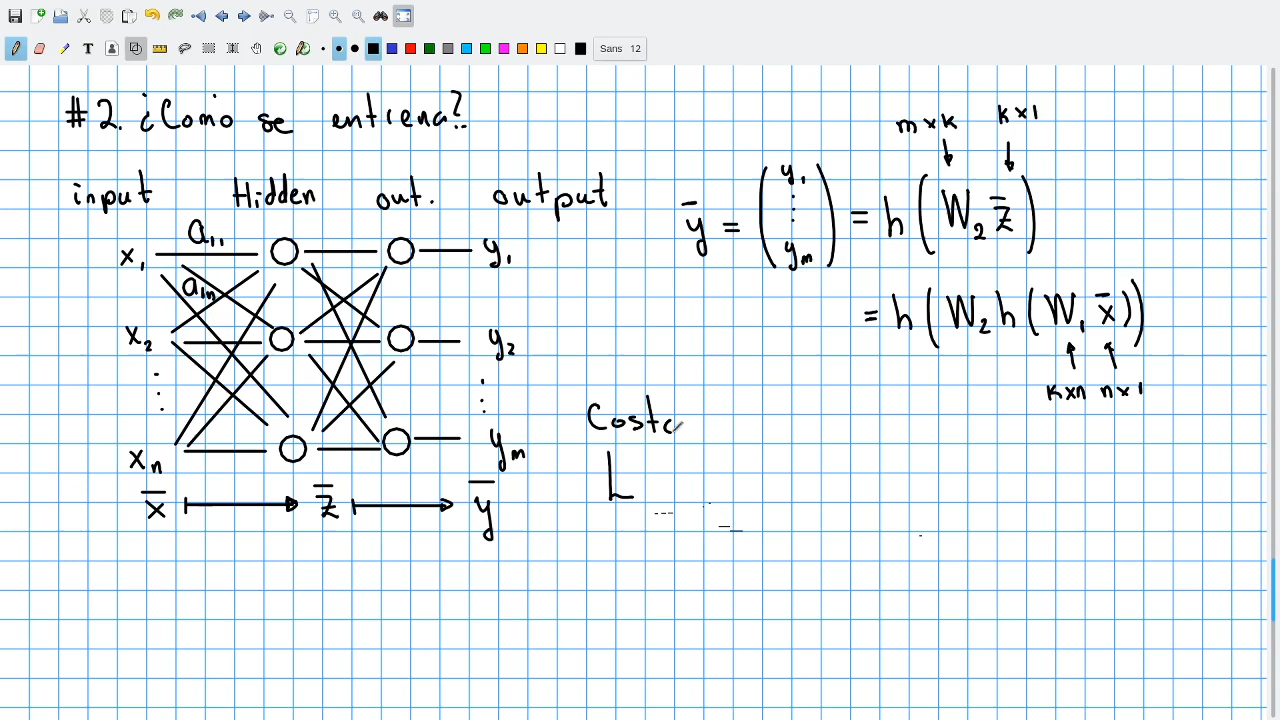 Sans 12
#2. ¿Como se entrena?
input Hidden out. output
x₁ a₁₁ y₁
a₁ₙ
x₂ y₂
⋮ ⋮
xₙ yₘ
x̄ ↦ z̄ ↦ ȳ
m×k k×1
ȳ = (y₁ ⋮ yₘ) = h(W₂ z̄)
= h(W₂ h(W₁ x̄))
k×n n×1
Costo
L